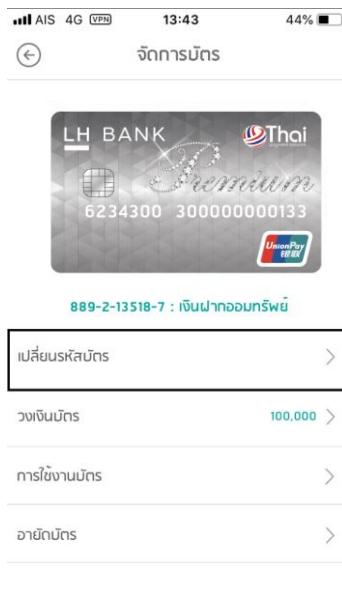 AIS 4G VPN 13:43 44%
จัดการบัตร
LH BANK Thai
Premium
6234300 300000000133
UnionPay
银联
889-2-13518-7 : เงินฝากออมทรัพย์
เปลี่ยนรหัสบัตร
วงเงินบัตร 100,000
การใช้งานบัตร
อายัดบัตร